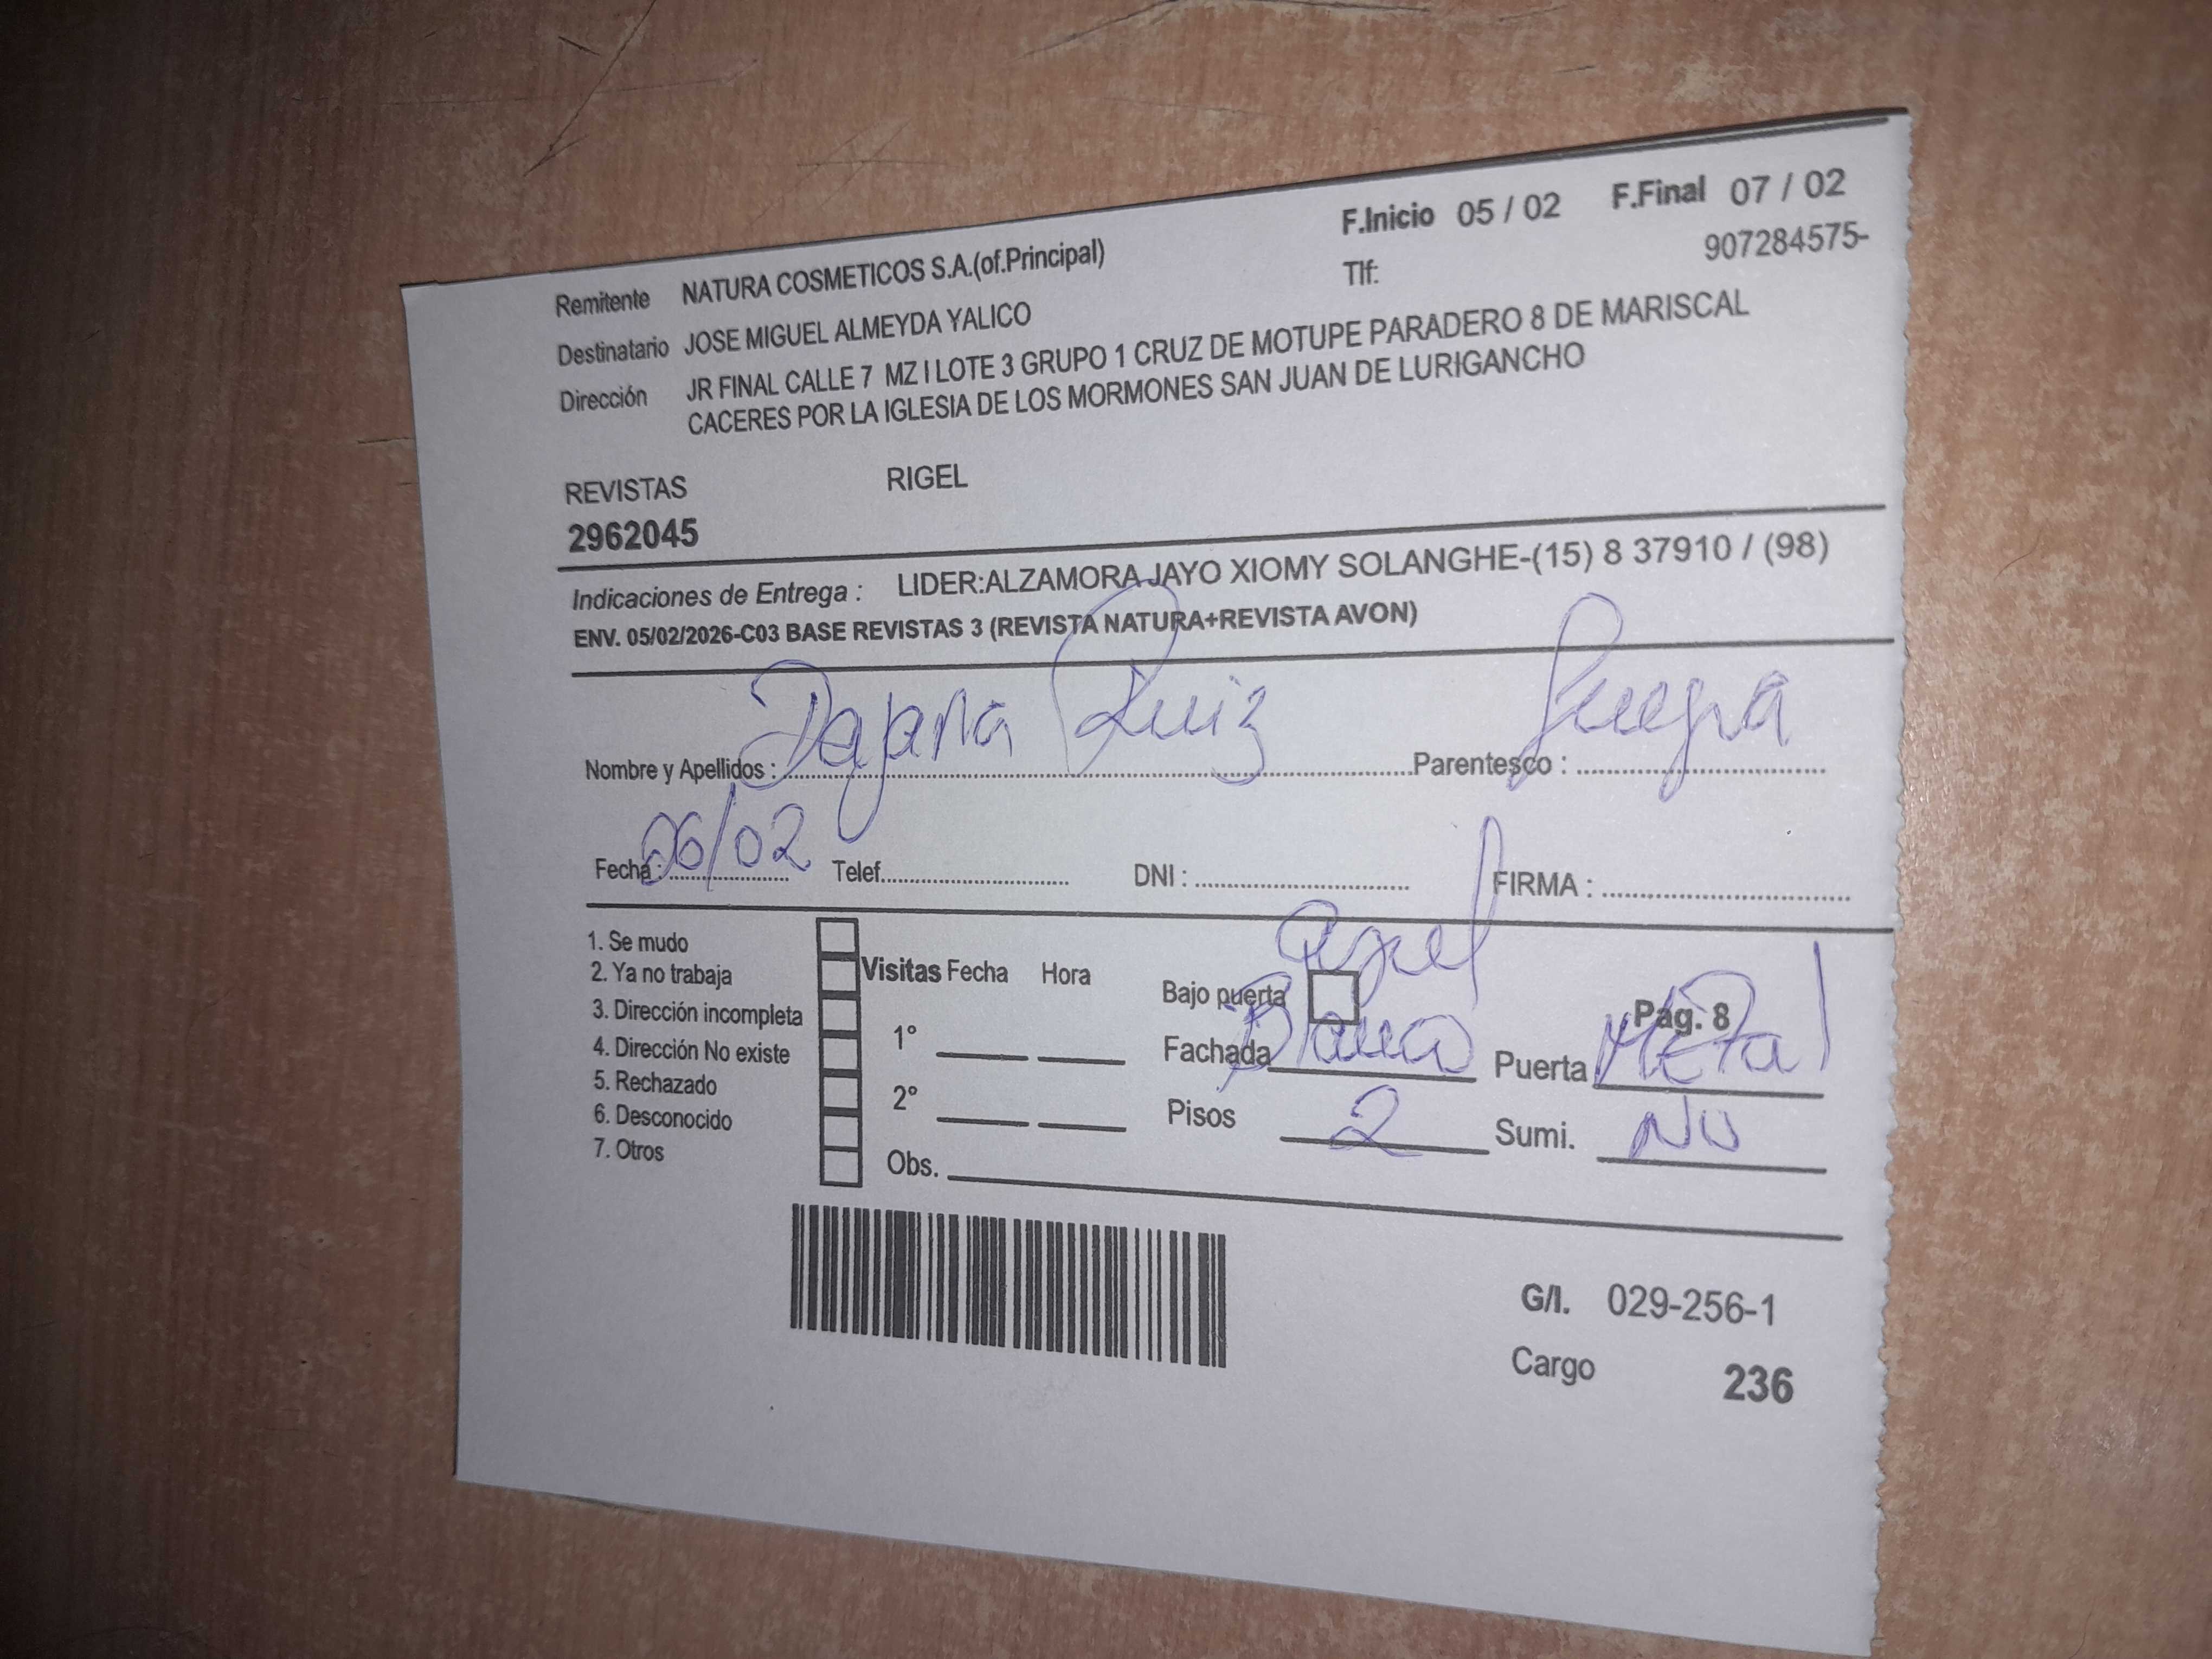 F.Inicio 05 / 02 F.Final 07 / 02
Remitente NATURA COSMETICOS S.A.(of.Principal) Tlf: 907284575-
Destinatario JOSE MIGUEL ALMEYDA YALICO
Dirección JR FINAL CALLE 7 MZ I LOTE 3 GRUPO 1 CRUZ DE MOTUPE PARADERO 8 DE MARISCAL
CACERES POR LA IGLESIA DE LOS MORMONES SAN JUAN DE LURIGANCHO
REVISTAS RIGEL
2962045
Indicaciones de Entrega : LIDER:ALZAMORA JAYO XIOMY SOLANGHE-(15) 8 37910 / (98)
ENV. 05/02/2026-C03 BASE REVISTAS 3 (REVISTA NATURA+REVISTA AVON)
Nombre y Apellidos : Dajana Ruiz Parentesco : Suegra
Fecha : 06/02 Telef. DNI : FIRMA :
1. Se mudo
2. Ya no trabaja
3. Dirección incompleta
4. Dirección No existe
5. Rechazado
6. Desconocido
7. Otros
Visitas Fecha Hora
1°
2°
Obs.
Bajo puerta Pag. 8
Fachada Blanco Puerta Metal
Pisos 2 Sumi. NO
G/I. 029-256-1
Cargo 236